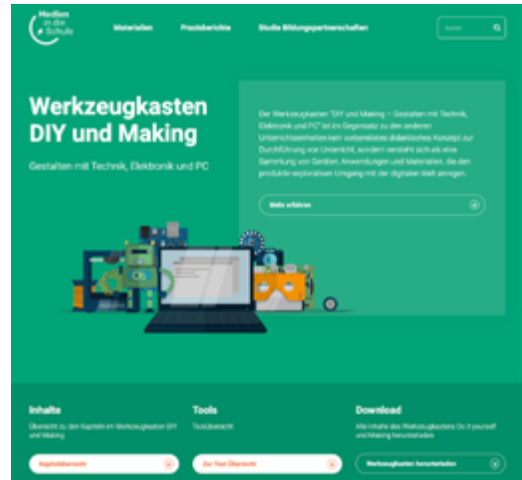 Medien
in die
Schule
Materialien
Praxisberichte
Studie Bildungspartnerschaften
Suche
Werkzeugkasten
DIY und Making
Gestalten mit Technik, Elektronik und PC
Der Werkzeugkasten "DIY und Making – Gestalten mit Technik,
Elektronik und PC" ist im Gegensatz zu den anderen
Unterrichtseinheiten kein vorbereitetes didaktisches Konzept zur
Durchführung von Unterricht, sondern versteht sich als eine
Sammlung von Geräten, Anwendungen und Materialien, die den
produktiv-explorativen Umgang mit der digitalen Welt anregen.
Mehr erfahren
Inhalte
Übersicht zu den Kapiteln im Werkzeugkasten DIY
und Making
Kapitelübersicht
Tools
Toolübersicht
Zur Tool-Übersicht
Download
Alle Inhalte des Werkzeugkastens Do it yourself
und Making herunterladen
Werkzeugkasten herunterladen